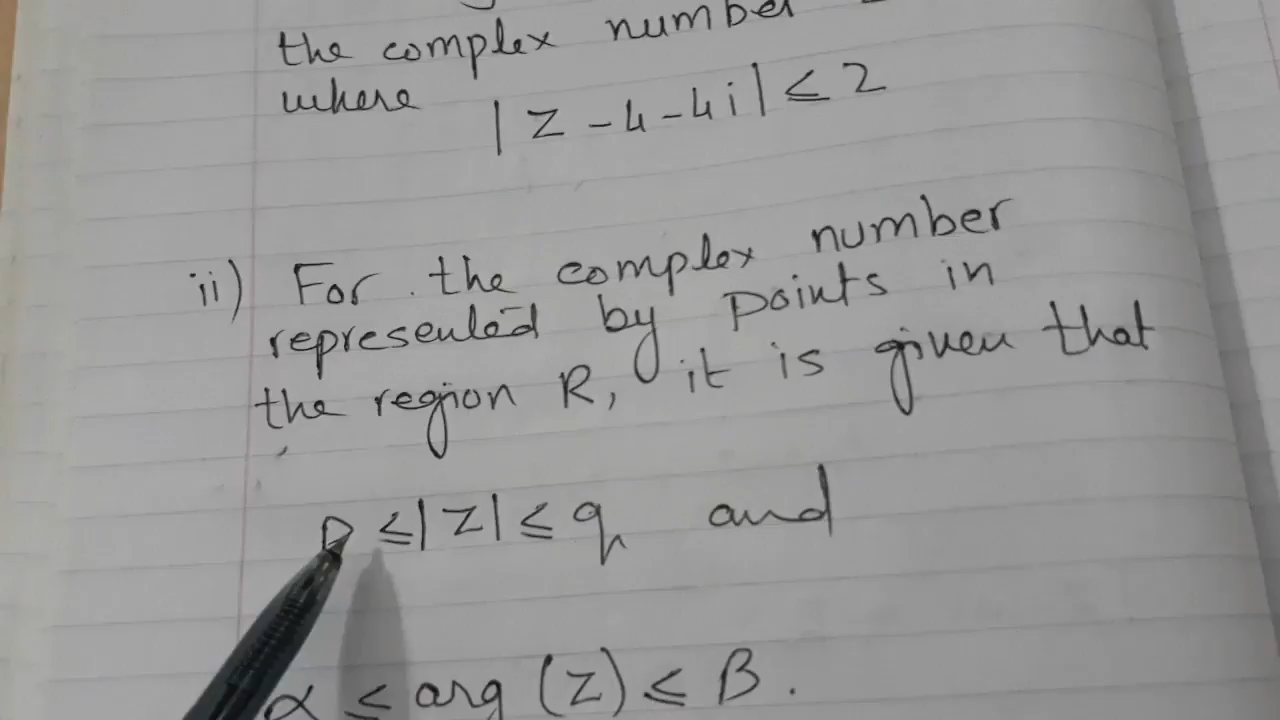 the complex number
where
|z-4-4i| ≤ 2
ii) For the complex number
represented by points in
the region R, it is given that
p ≤ |z| ≤ q and
α ≤ arg (z) ≤ β.